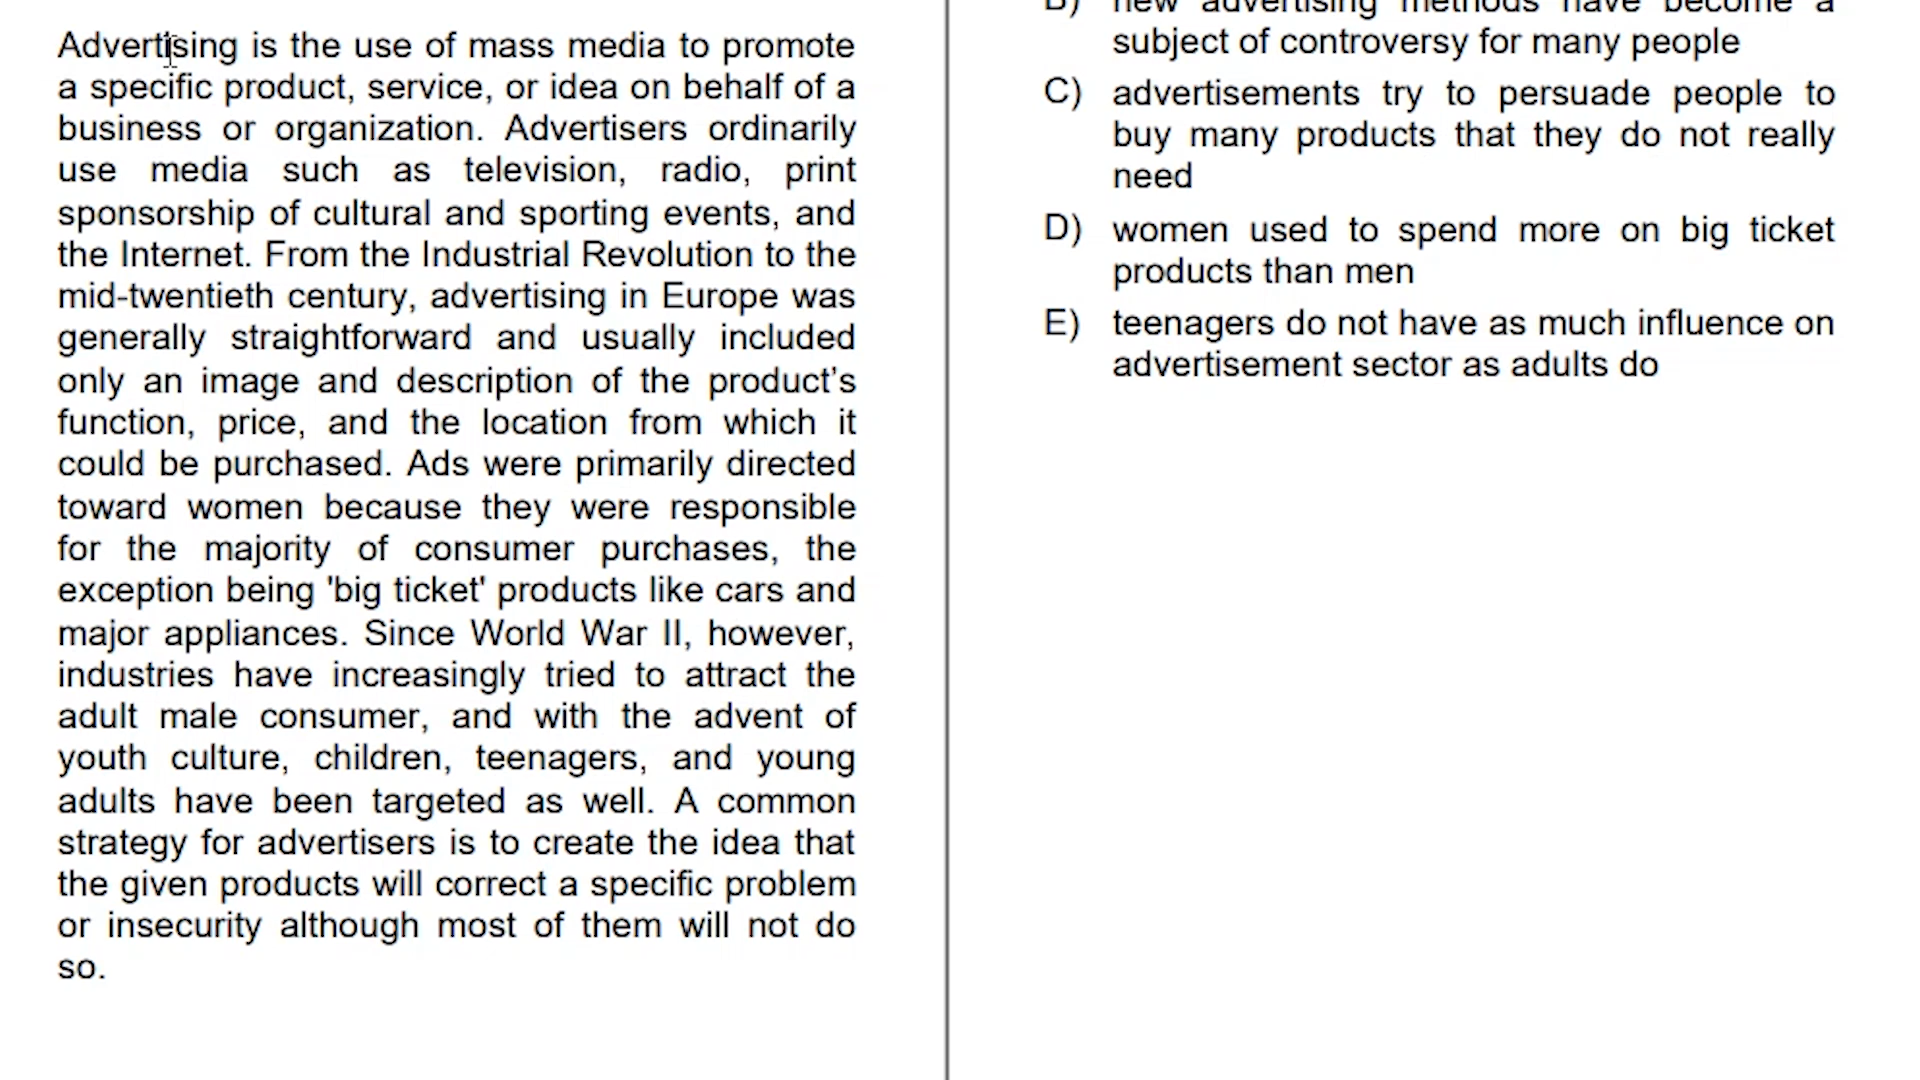 Advertising is the use of mass media to promote
a specific product, service, or idea on behalf of a
business or organization. Advertisers ordinarily
use media such as television, radio, print
sponsorship of cultural and sporting events, and
the Internet. From the Industrial Revolution to the
mid-twentieth century, advertising in Europe was
generally straightforward and usually included
only an image and description of the product's
function, price, and the location from which it
could be purchased. Ads were primarily directed
toward women because they were responsible
for the majority of consumer purchases, the
exception being 'big ticket' products like cars and
major appliances. Since World War II, however,
industries have increasingly tried to attract the
adult male consumer, and with the advent of
youth culture, children, teenagers, and young
adults have been targeted as well. A common
strategy for advertisers is to create the idea that
the given products will correct a specific problem
or insecurity although most of them will not do
so.
B) new advertising methods have become a
subject of controversy for many people
C) advertisements try to persuade people to
buy many products that they do not really
need
D) women used to spend more on big ticket
products than men
E) teenagers do not have as much influence on
advertisement sector as adults do